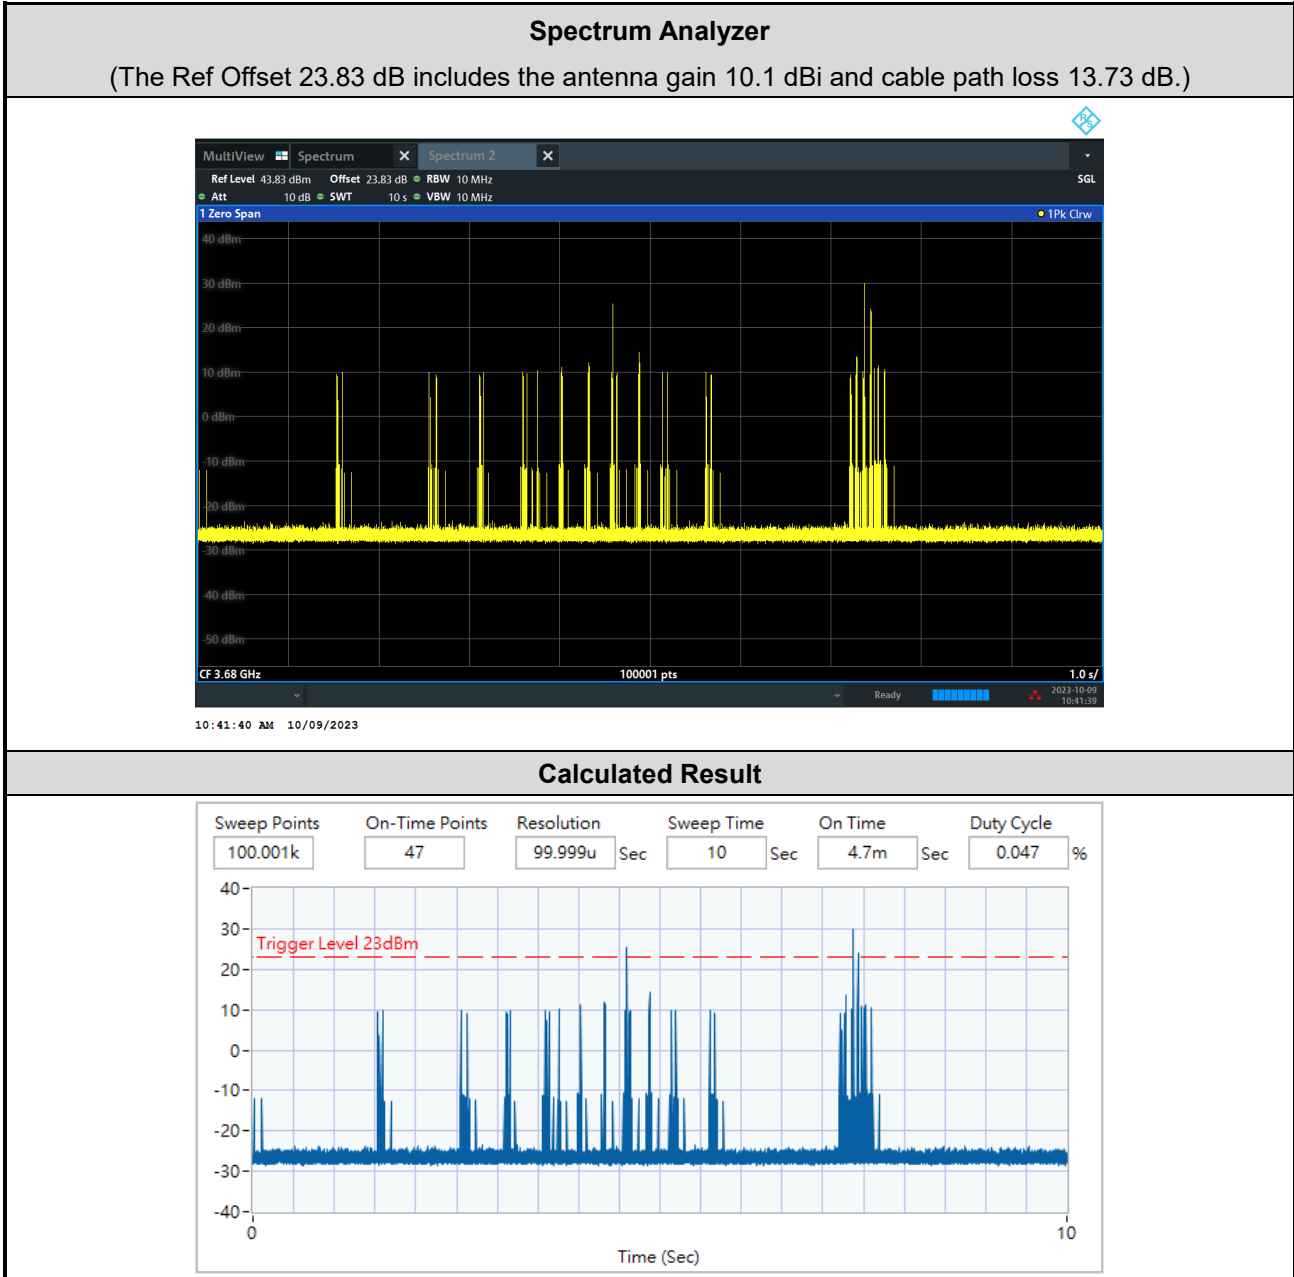 Spectrum Analyzer
(The Ref Offset 23.83 dB includes the antenna gain 10.1 dBi and cable path loss 13.73 dB.)
R S
MultiView Spectrum X Spectrum 2 X
Ref Level 43.83 dBm Offset 23.83 dB RBW 10 MHz SGL
Att 10 dB SWT 10 s VBW 10 MHz
1 Zero Span 1Pk Clrw
40 dBm
30 dBm
20 dBm
10 dBm
0 dBm
-10 dBm
-20 dBm
-30 dBm
-40 dBm
-50 dBm
CF 3.68 GHz 100001 pts 1.0 s/
Ready 2023-10-09
10:41:39
10:41:40 AM 10/09/2023
Calculated Result
Sweep Points On-Time Points Resolution Sweep Time On Time Duty Cycle
100.001k 47 99.999u Sec 10 Sec 4.7m Sec 0.047 %
40
30
Trigger Level 23dBm
20
10
0
-10
-20
-30
-40
0 10
Time (Sec)